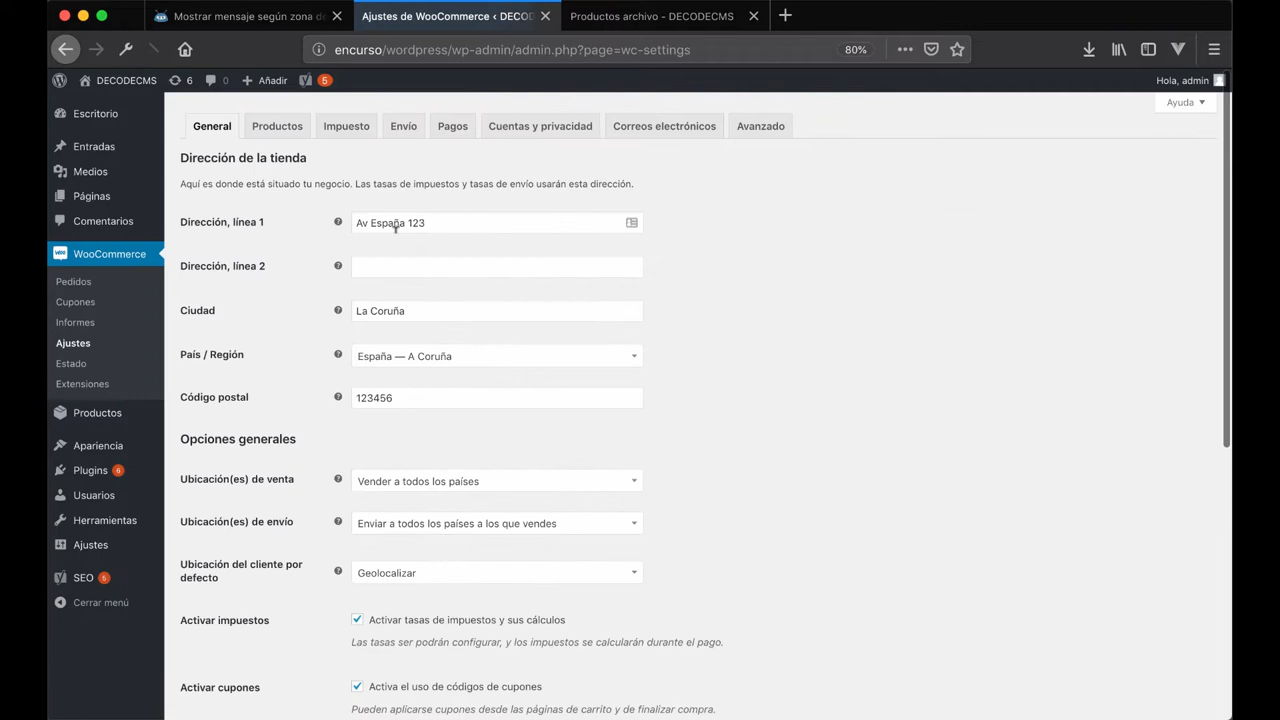 Mostrar mensaje según zona de
Ajustes de WooCommerce ‹ DECOD
Productos archivo - DECODECMS
encurso/wordpress/wp-admin/admin.php?page=wc-settings
80%
DECODECMS
6
0
Añadir
5
Hola, admin
Ayuda
Escritorio
Entradas
Medios
Páginas
Comentarios
WooCommerce
Pedidos
Cupones
Informes
Ajustes
Estado
Extensiones
Productos
Apariencia
Plugins 6
Usuarios
Herramientas
Ajustes
SEO 6
Cerrar menú
General
Productos
Impuesto
Envío
Pagos
Cuentas y privacidad
Correos electrónicos
Avanzado
Dirección de la tienda
Aquí es donde está situado tu negocio. Las tasas de impuestos y tasas de envío usarán esta dirección.
Dirección, línea 1
Av España 123
Dirección, línea 2
Ciudad
La Coruña
País / Región
España — A Coruña
Código postal
123456
Opciones generales
Ubicación(es) de venta
Vender a todos los países
Ubicación(es) de envío
Enviar a todos los países a los que vendes
Ubicación del cliente por
defecto
Geolocalizar
Activar impuestos
Activar tasas de impuestos y sus cálculos
Las tasas ser podrán configurar, y los impuestos se calcularán durante el pago.
Activar cupones
Activa el uso de códigos de cupones
Pueden aplicarse cupones desde las páginas de carrito y de finalizar compra.